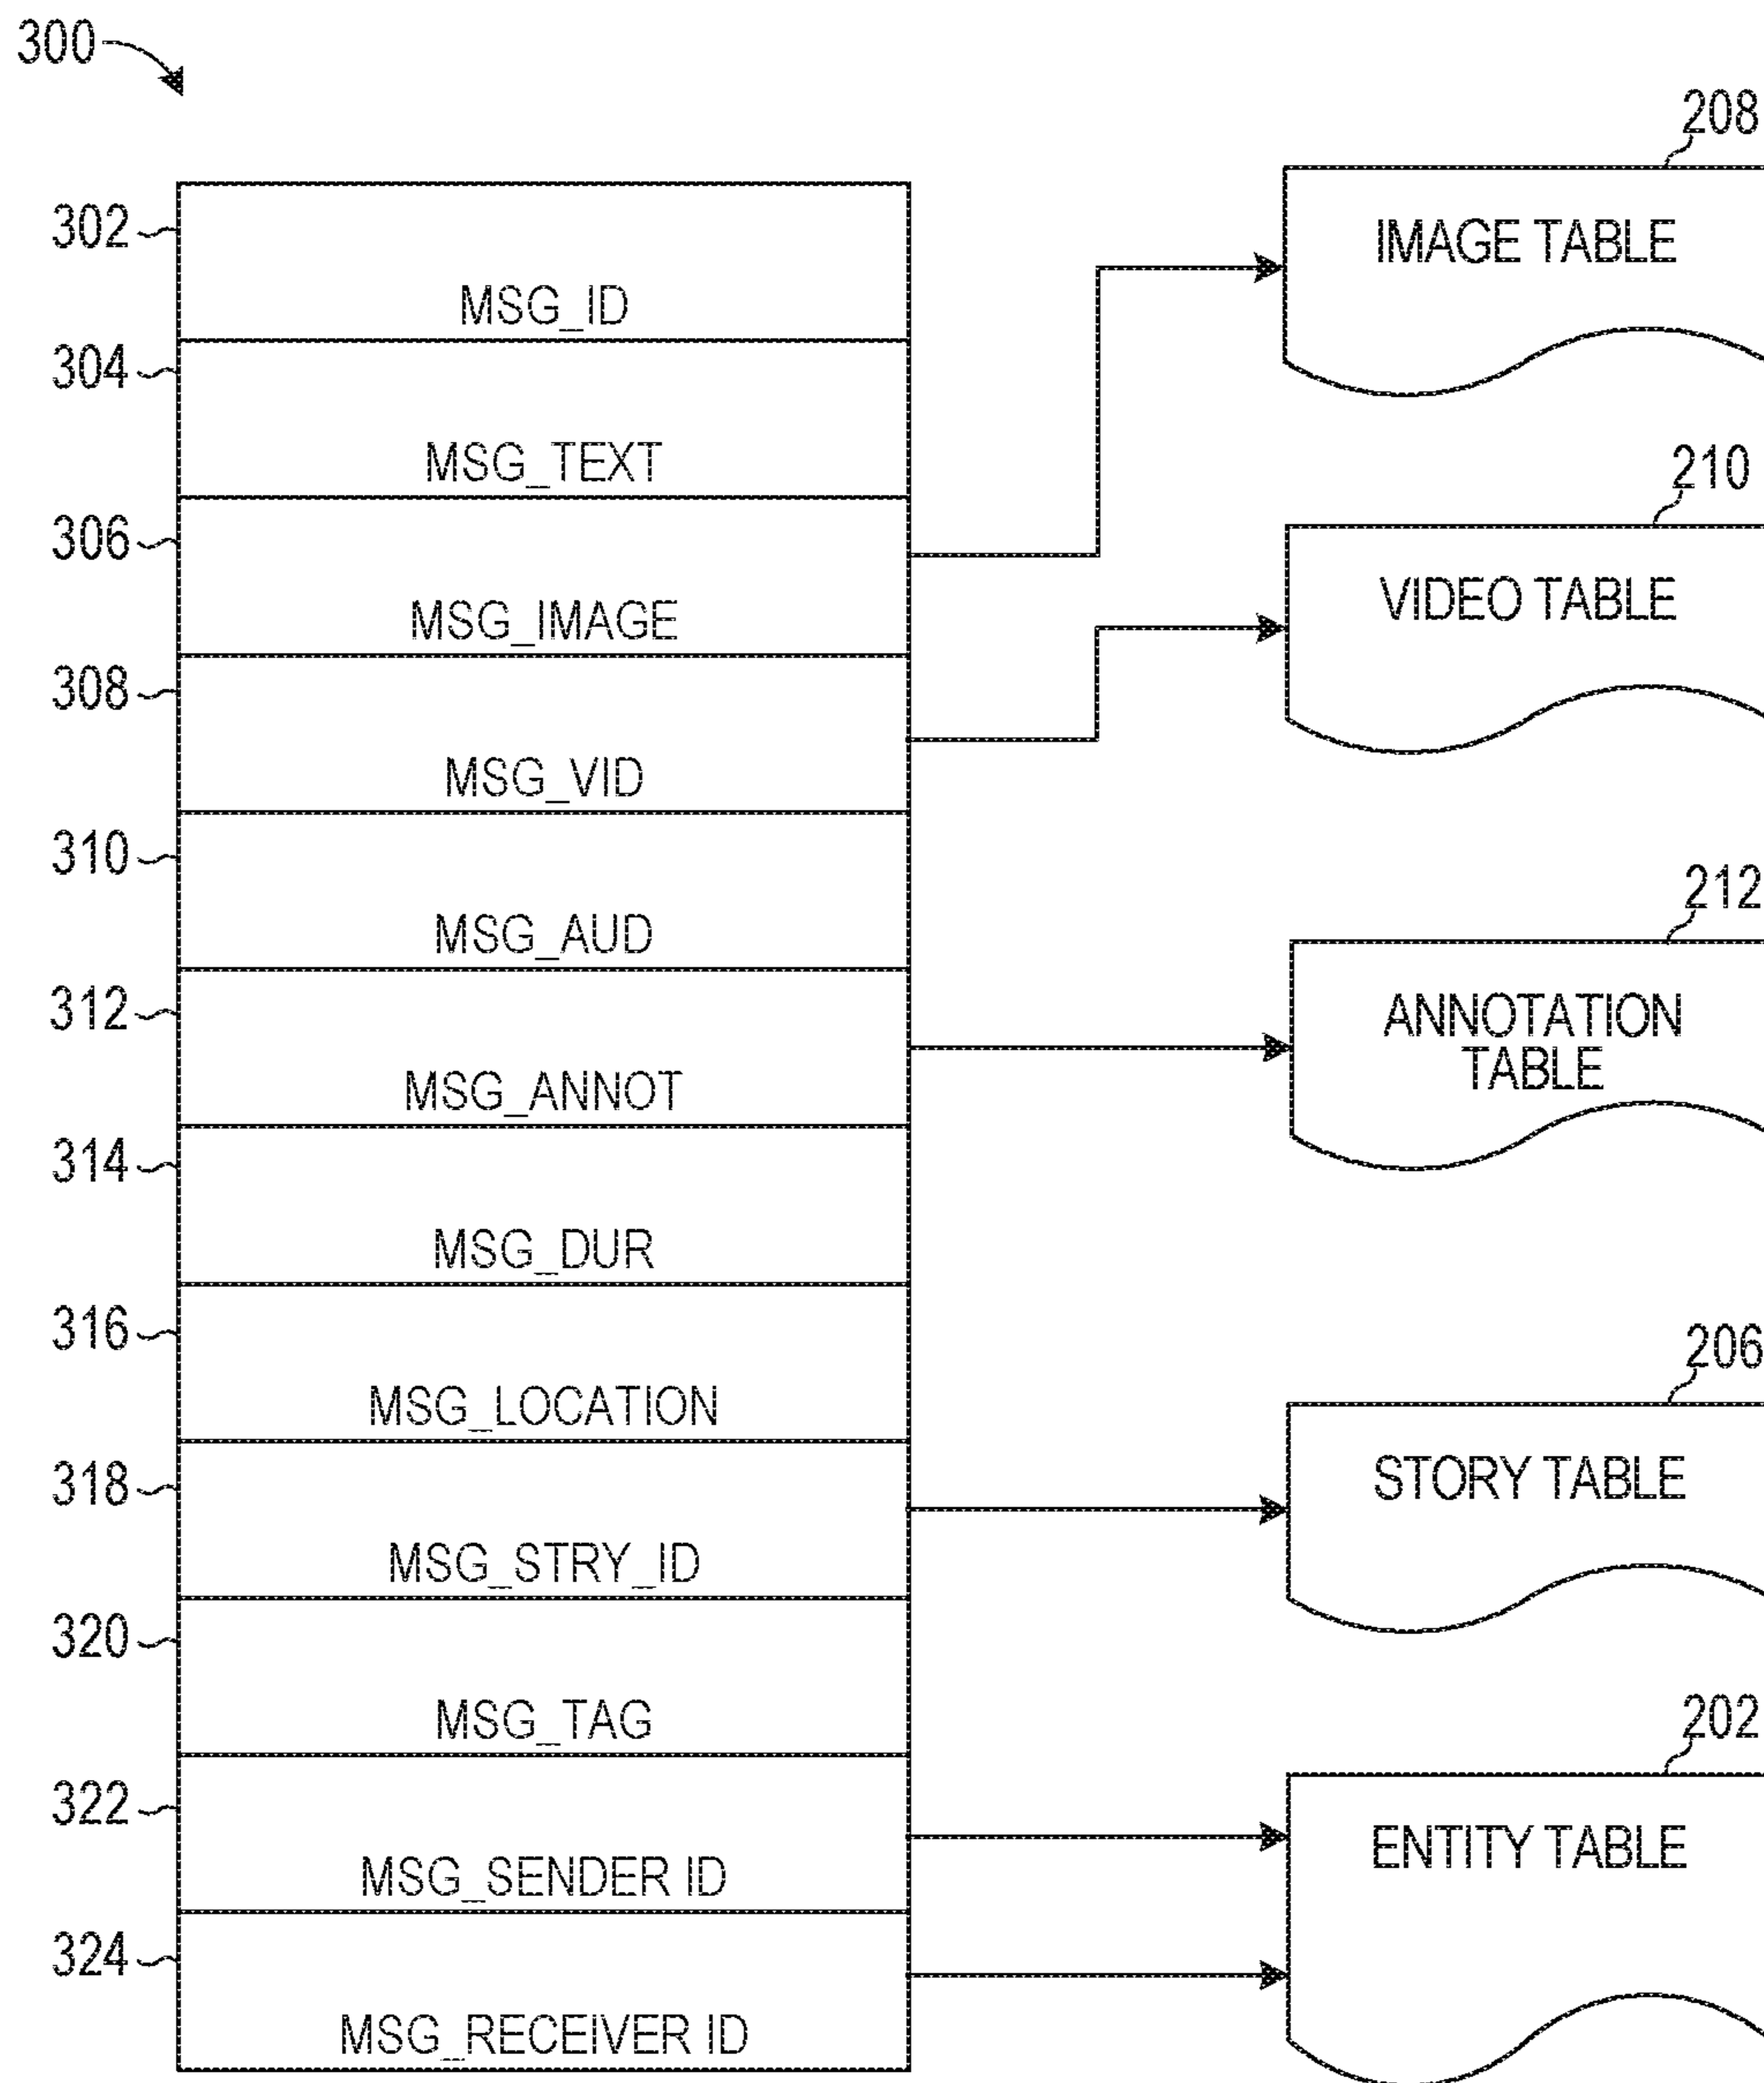 300
208
302
IMAGE TABLE
MSG_ID
304
MSG_TEXT
210
306
VIDEO TABLE
MSG_IMAGE
308
MSG_VID
310
212
MSG_AUD
312
ANNOTATION
TABLE
MSG_ANNOT
314
MSG_DUR
316
206
MSG_LOCATION
318
STORY TABLE
MSG_STRY_ID
320
202
MSG_TAG
322
ENTITY TABLE
MSG_SENDER ID
324
MSG_RECEIVER ID